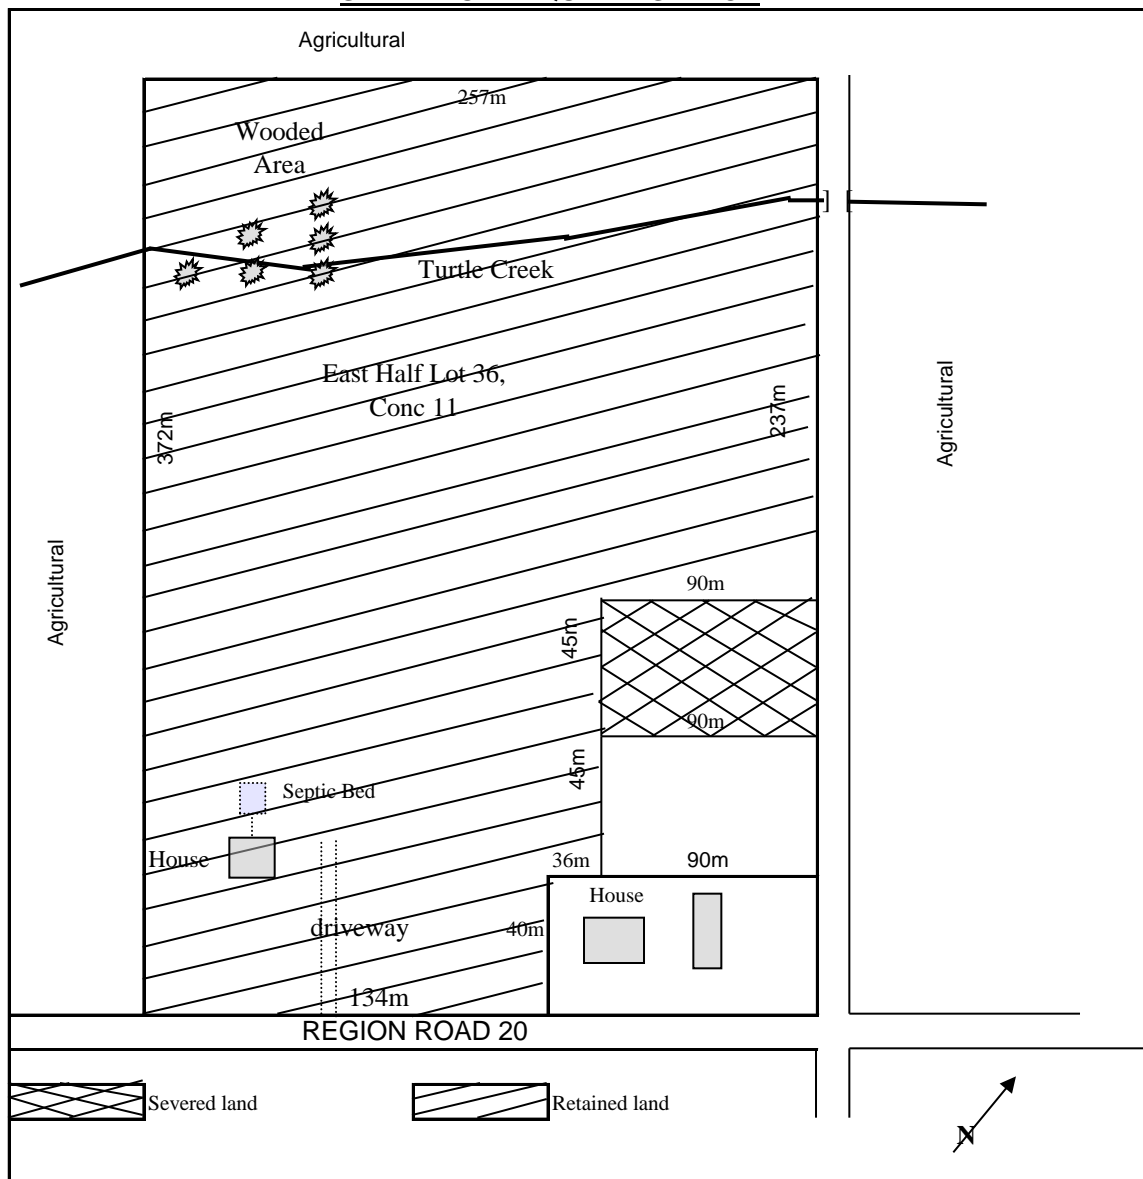 Agricultural
257m
Wooded
Area
] [
Turtle Creek
East Half Lot 36,
Conc 11
372m
237m
Agricultural
Agricultural
90m
45m
90m
45m
Septic Bed
House
36m
90m
House
driveway
40m
134m
REGION ROAD 20
Severed land
Retained land
N